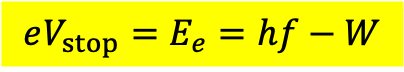 eV_stop = E_e = hf − W